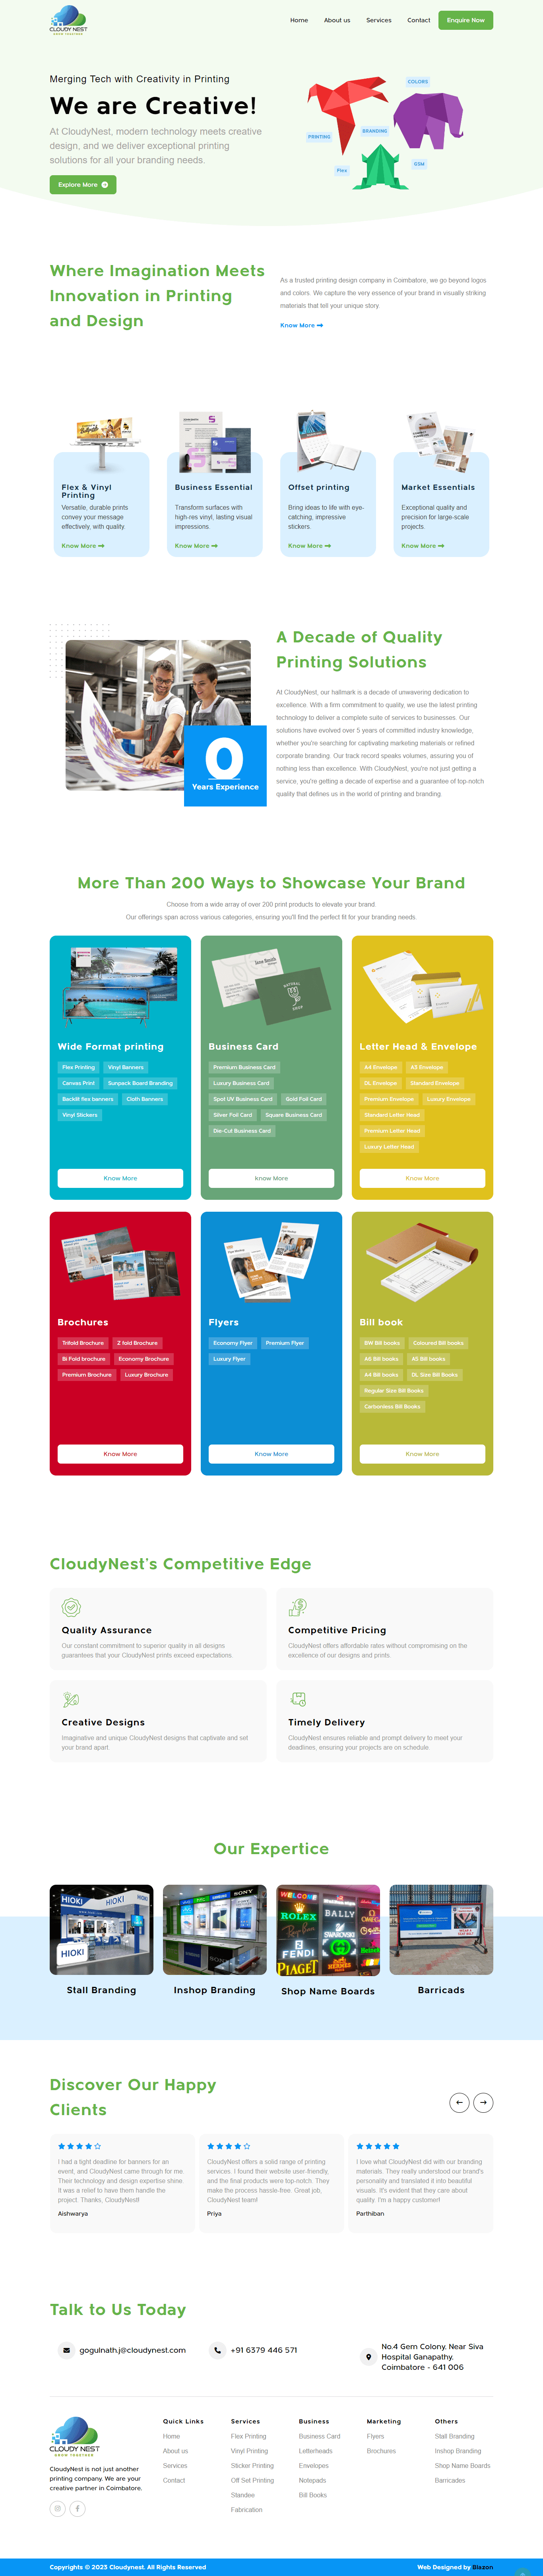 CLOUDY NEST
GROW TOGETHER
Home
About us
Services
Contact
Enquire Now
Merging Tech with Creativity in Printing
We are Creative!
At CloudyNest, modern technology meets creative
design, and we deliver exceptional printing
solutions for all your branding needs.
Explore More
COLORS
PRINTING
BRANDING
GSM
Flex
Where Imagination Meets
Innovation in Printing
and Design
As a trusted printing design company in Coimbatore, we go beyond logos
and colors. We capture the very essence of your brand in visually striking
materials that tell your unique story.
Know More
Flex & Vinyl
Printing
Versatile, durable prints
convey your message
effectively, with quality.
Know More
Business Essential
Transform surfaces with
high-res vinyl, lasting visual
impressions.
Know More
Offset printing
Bring ideas to life with eye-
catching, impressive
stickers.
Know More
Market Essentials
Exceptional quality and
precision for large-scale
projects.
Know More
0
Years Experience
A Decade of Quality
Printing Solutions
At CloudyNest, our hallmark is a decade of unwavering dedication to
excellence. With a firm commitment to quality, we use the latest printing
technology to deliver a complete suite of services to businesses. Our
solutions have evolved over 5 years of committed industry knowledge,
whether you're searching for captivating marketing materials or refined
corporate branding. Our track record speaks volumes, assuring you of
nothing less than excellence. With CloudyNest, you're not just getting a
service, you're getting a decade of expertise and a guarantee of top-notch
quality that defines us in the world of printing and branding.
More Than 200 Ways to Showcase Your Brand
Choose from a wide array of over 200 print products to elevate your brand.
Our offerings span across various categories, ensuring you'll find the perfect fit for your branding needs.
Wide Format printing
Flex Printing
Vinyl Banners
Canvas Print
Sunpack Board Branding
Backlit flex banners
Cloth Banners
Vinyl Stickers
Know More
Business Card
Premium Business Card
Luxury Business Card
Spot UV Business Card
Gold Foil Card
Silver Foil Card
Square Business Card
Die-Cut Business Card
know More
Letter Head & Envelope
A4 Envelope
A3 Envelope
DL Envelope
Standard Envelope
Premium Envelope
Luxury Envelope
Standard Letter Head
Premium Letter Head
Luxury Letter Head
Know More
Brochures
Trifold Brochure
Z fold Brochure
Bi Fold brochure
Economy Brochure
Premium Brochure
Luxury Brochure
Know More
Flyers
Economy Flyer
Premium Flyer
Luxury Flyer
Know More
Bill book
BW Bill books
Coloured Bill books
A6 Bill books
A5 Bill books
A4 Bill books
DL Size Bill Books
Regular Size Bill Books
Carbonless Bill Books
Know More
CloudyNest's Competitive Edge
Quality Assurance
Our constant commitment to superior quality in all designs
guarantees that your CloudyNest prints exceed expectations.
Competitive Pricing
CloudyNest offers affordable rates without compromising on the
excellence of our designs and prints.
Creative Designs
Imaginative and unique CloudyNest designs that captivate and set
your brand apart.
Timely Delivery
CloudyNest ensures reliable and prompt delivery to meet your
deadlines, ensuring your projects are on schedule.
Our Expertice
HIOKI
HIOKI
HIOKI
SONY
WELCOME
ROLEX
BALLY
OMEGA
SWAROVSKI
FENDI
PIAGET
HERMES
Stall Branding
Inshop Branding
Shop Name Boards
Barricads
Discover Our Happy
Clients
I had a tight deadline for banners for an
event, and CloudyNest came through for me.
Their technology and design expertise show.
It was a relief to have them handle the
project. Thanks, CloudyNest!
Aishwarya
CloudyNest offers a solid range of printing
services. I found their website user-friendly,
and the final products were top-notch. They
make the process hassle-free. Great job,
CloudyNest team!
Priya
I love what CloudyNest did with our branding
materials. They really understood our brand's
personality and translated it into beautiful
visuals. It's evident that they care about
quality. I'm a happy customer!
Parthiban
Talk to Us Today
gogulnath.j@cloudynest.com
+91 6379 446 571
No.4 Gem Colony. Near Siva
Hospital Ganapathy.
Coimbatore - 641 006
CLOUDY NEST
GROW TOGETHER
CloudyNest is not just another
printing company. We are your
creative partner in Coimbatore.
Quick Links
Home
About us
Services
Contact
Services
Flex Printing
Vinyl Printing
Sticker Printing
Off Set Printing
Standee
Fabrication
Business
Business Card
Letterheads
Envelopes
Notepads
Bill Books
Marketing
Flyers
Brochures
Others
Stall Branding
Inshop Branding
Shop Name Boards
Barricades
Copyrights © 2023 Cloudynest. All Rights Reserved
Web Designed by Blazon